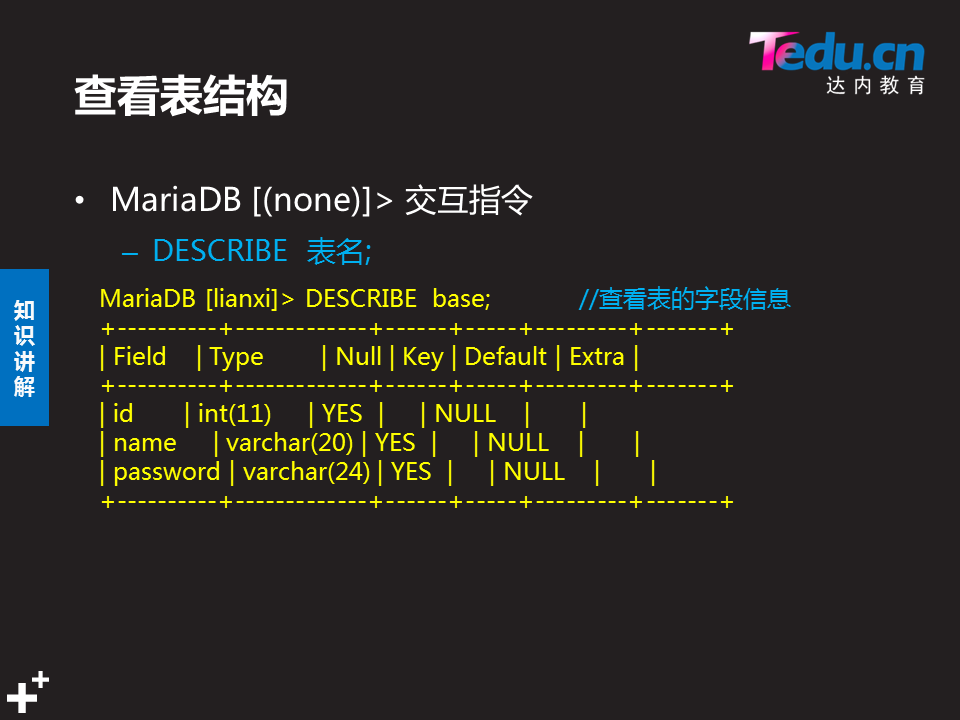 Tedu.cn
达内教育
查看表结构
• MariaDB [(none)]> 交互指令
– DESCRIBE 表名;
知识讲解
MariaDB [lianxi]> DESCRIBE base; //查看表的字段信息
+----------+-------------+------+-----+---------+-------+
| Field | Type | Null | Key | Default | Extra |
+----------+-------------+------+-----+---------+-------+
| id | int(11) | YES | | NULL | |
| name | varchar(20) | YES | | NULL | |
| password | varchar(24) | YES | | NULL | |
+----------+-------------+------+-----+---------+-------+